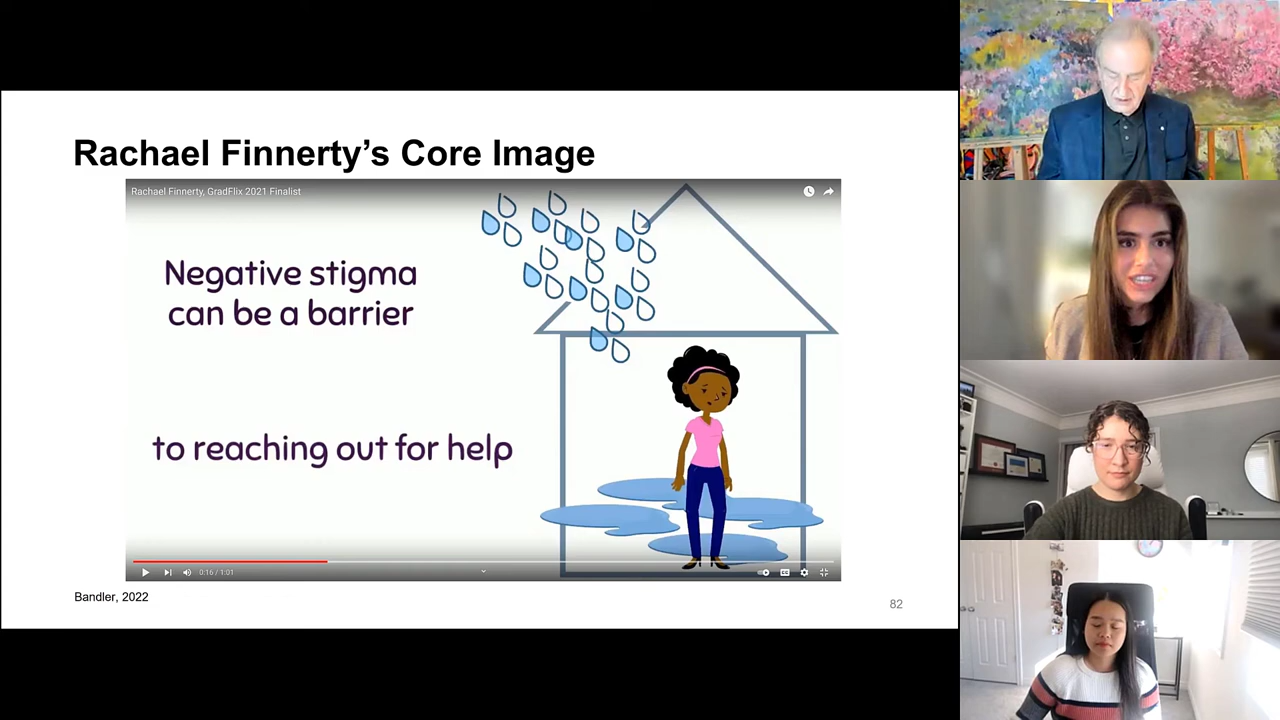 Rachael Finnerty’s Core Image
Rachael Finnerty, GradFlix 2021 Finalist
Negative stigma
can be a barrier
to reaching out for help
0:16 / 1:01
CC
Bandler, 2022
82